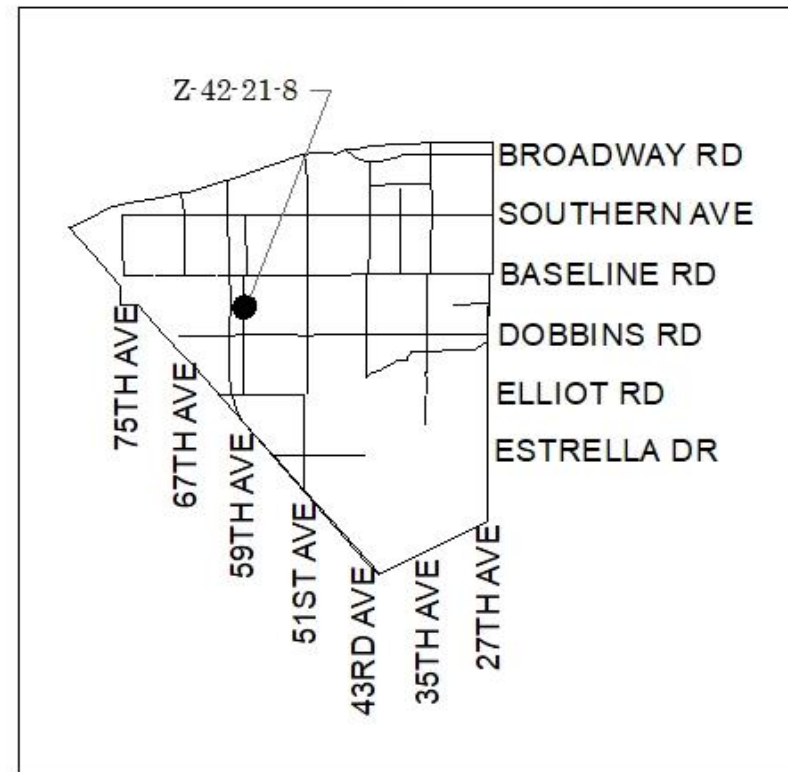 Z-42-21-8
BROADWAY RD
SOUTHERN AVE
BASELINE RD
DOBBINS RD
ELLIOT RD
ESTRELLA DR
75TH AVE
67TH AVE
59TH AVE
51ST AVE
43RD AVE
35TH AVE
27TH AVE